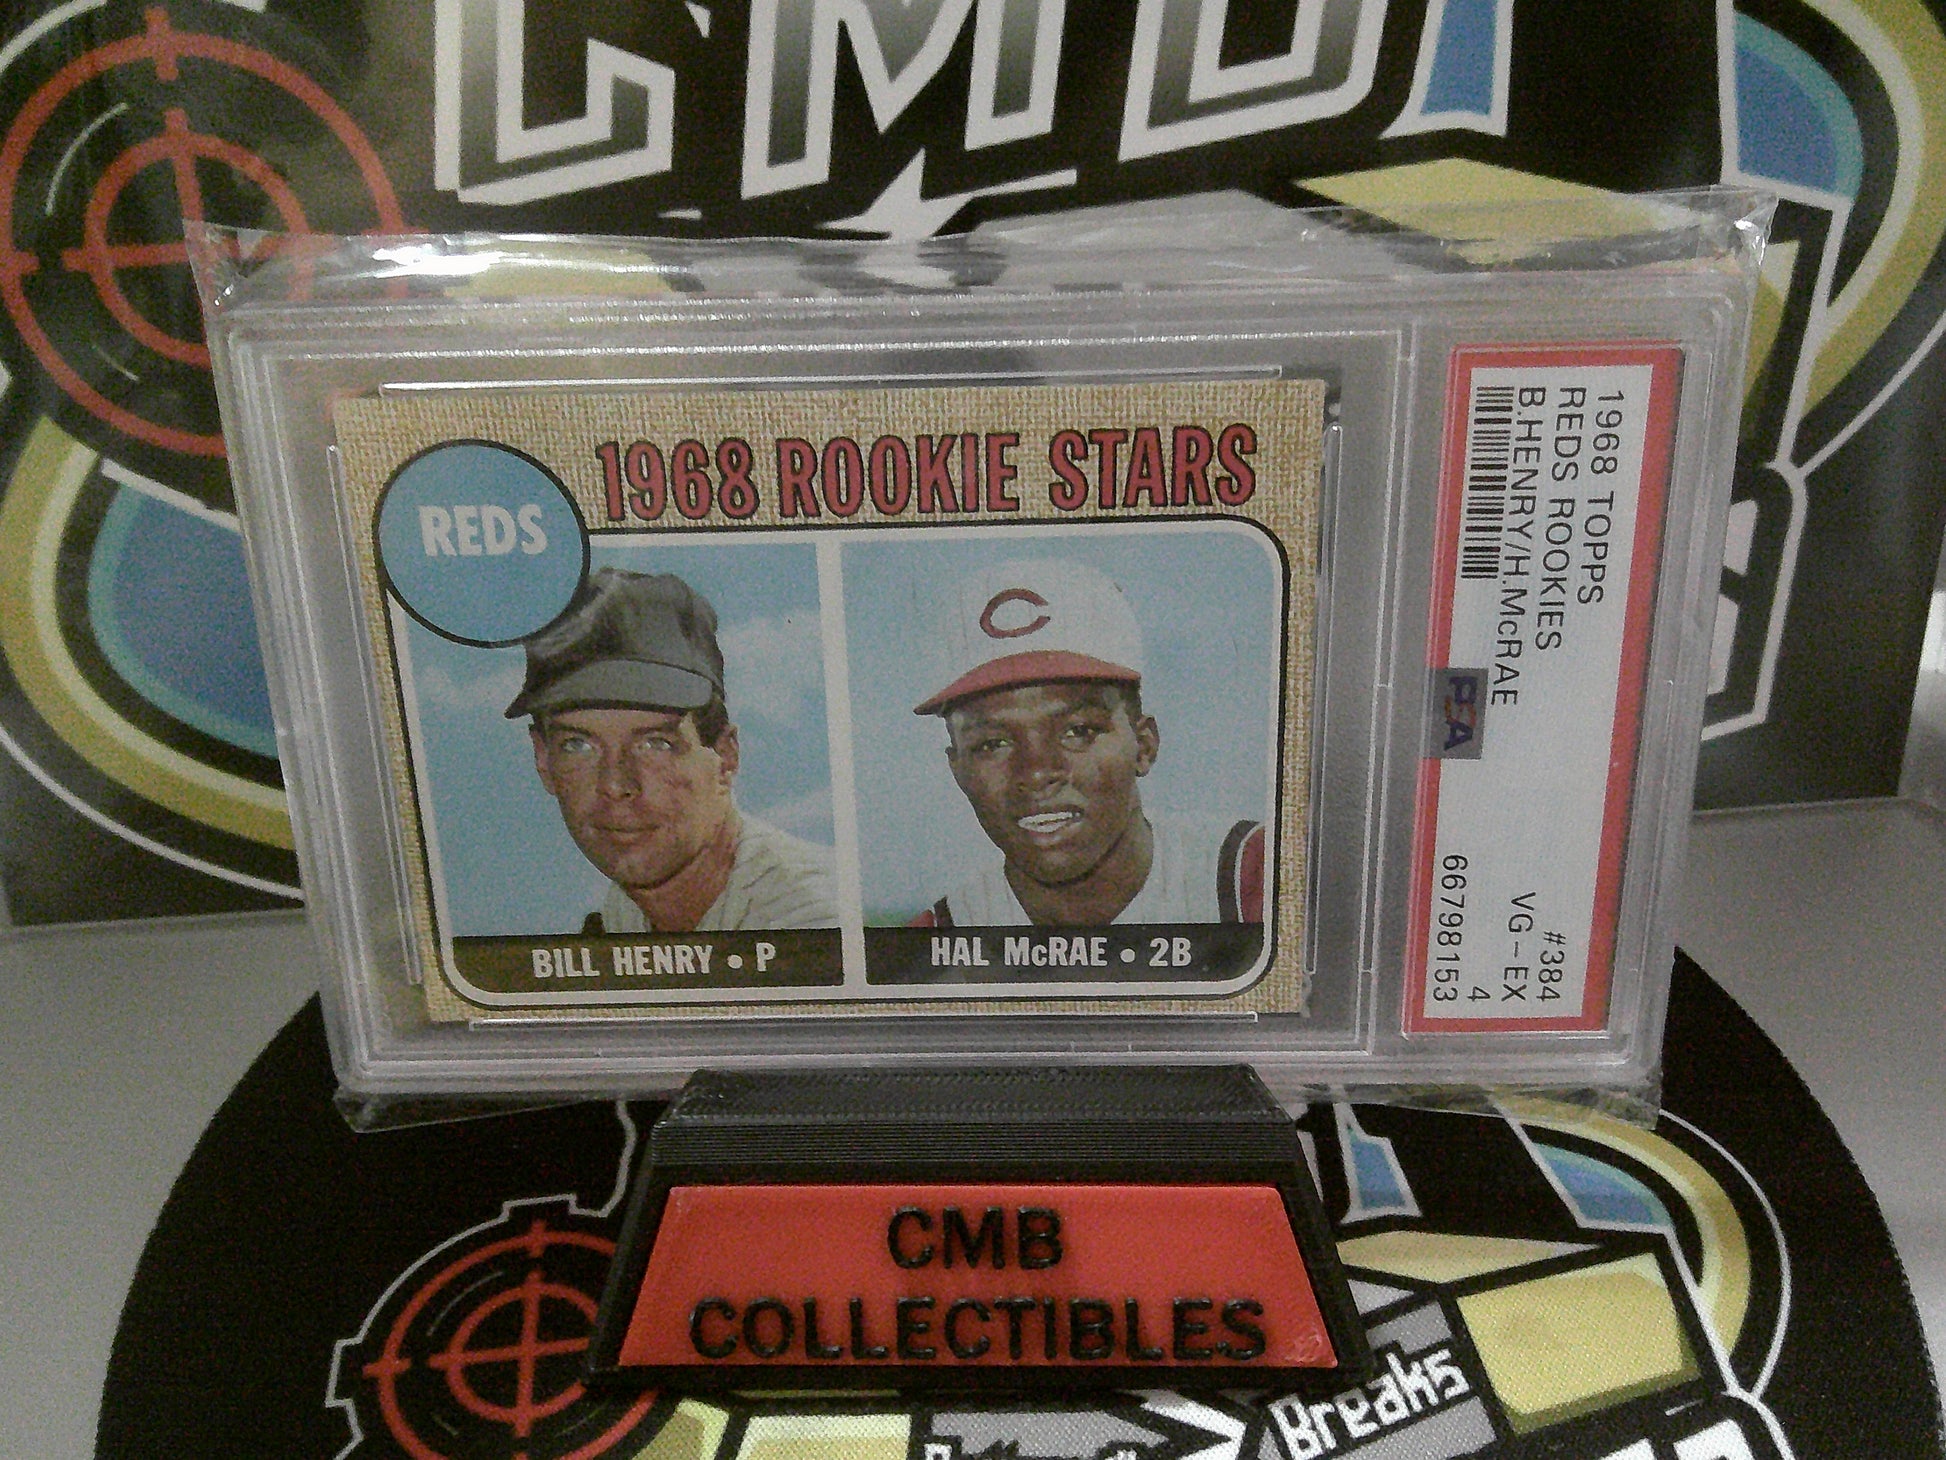 CMB
1968 ROOKIE STARS
REDS
BILL HENRY • P
HAL McRAE • 2B
1968 TOPPS
REDS ROOKIES
B.HENRY/H.McRAE
PSA
#384
VG-EX
4
66798153
CMB
COLLECTIBLES
Breaks